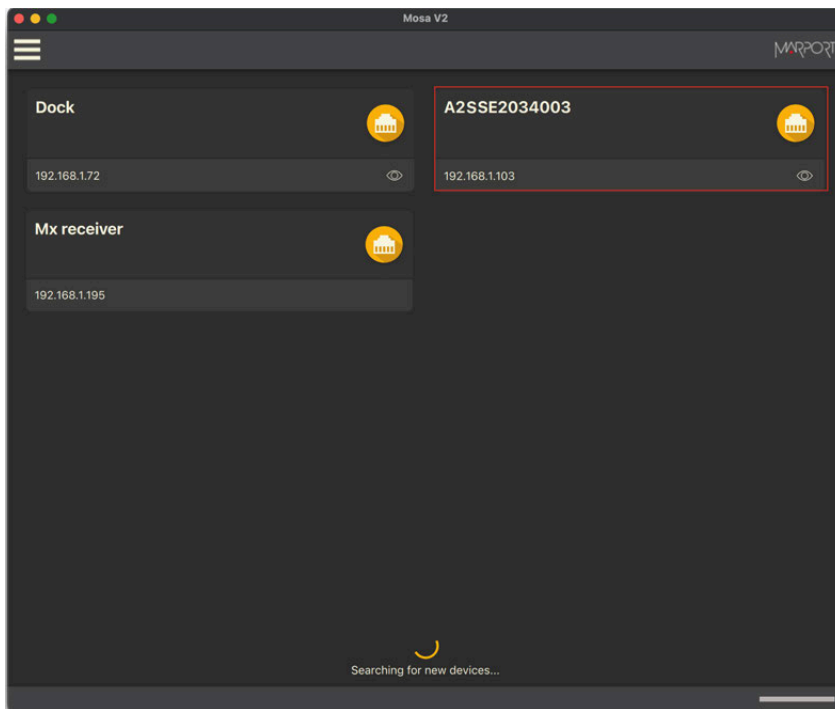 Mosa V2
MARPORT
Dock
192.168.1.72
A2SSE2034003
192.168.1.103
Mx receiver
192.168.1.195
Searching for new devices...